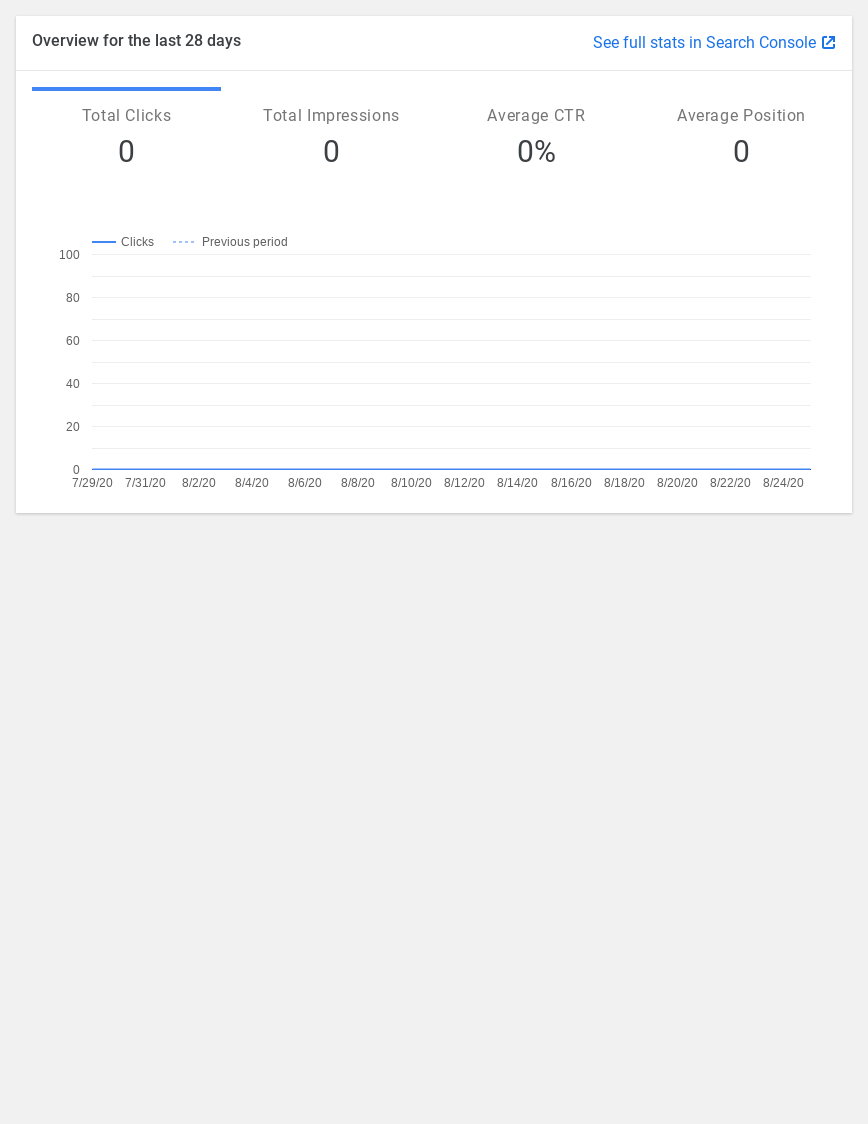 Overview for the last 28 days
See full stats in Search Console
Total Clicks
0
Total Impressions
0
Average CTR
0%
Average Position
0
Clicks
Previous period
100
80
60
40
20
0
7/29/20 7/31/20 8/2/20 8/4/20 8/6/20 8/8/20 8/10/20 8/12/20 8/14/20 8/16/20 8/18/20 8/20/20 8/22/20 8/24/20